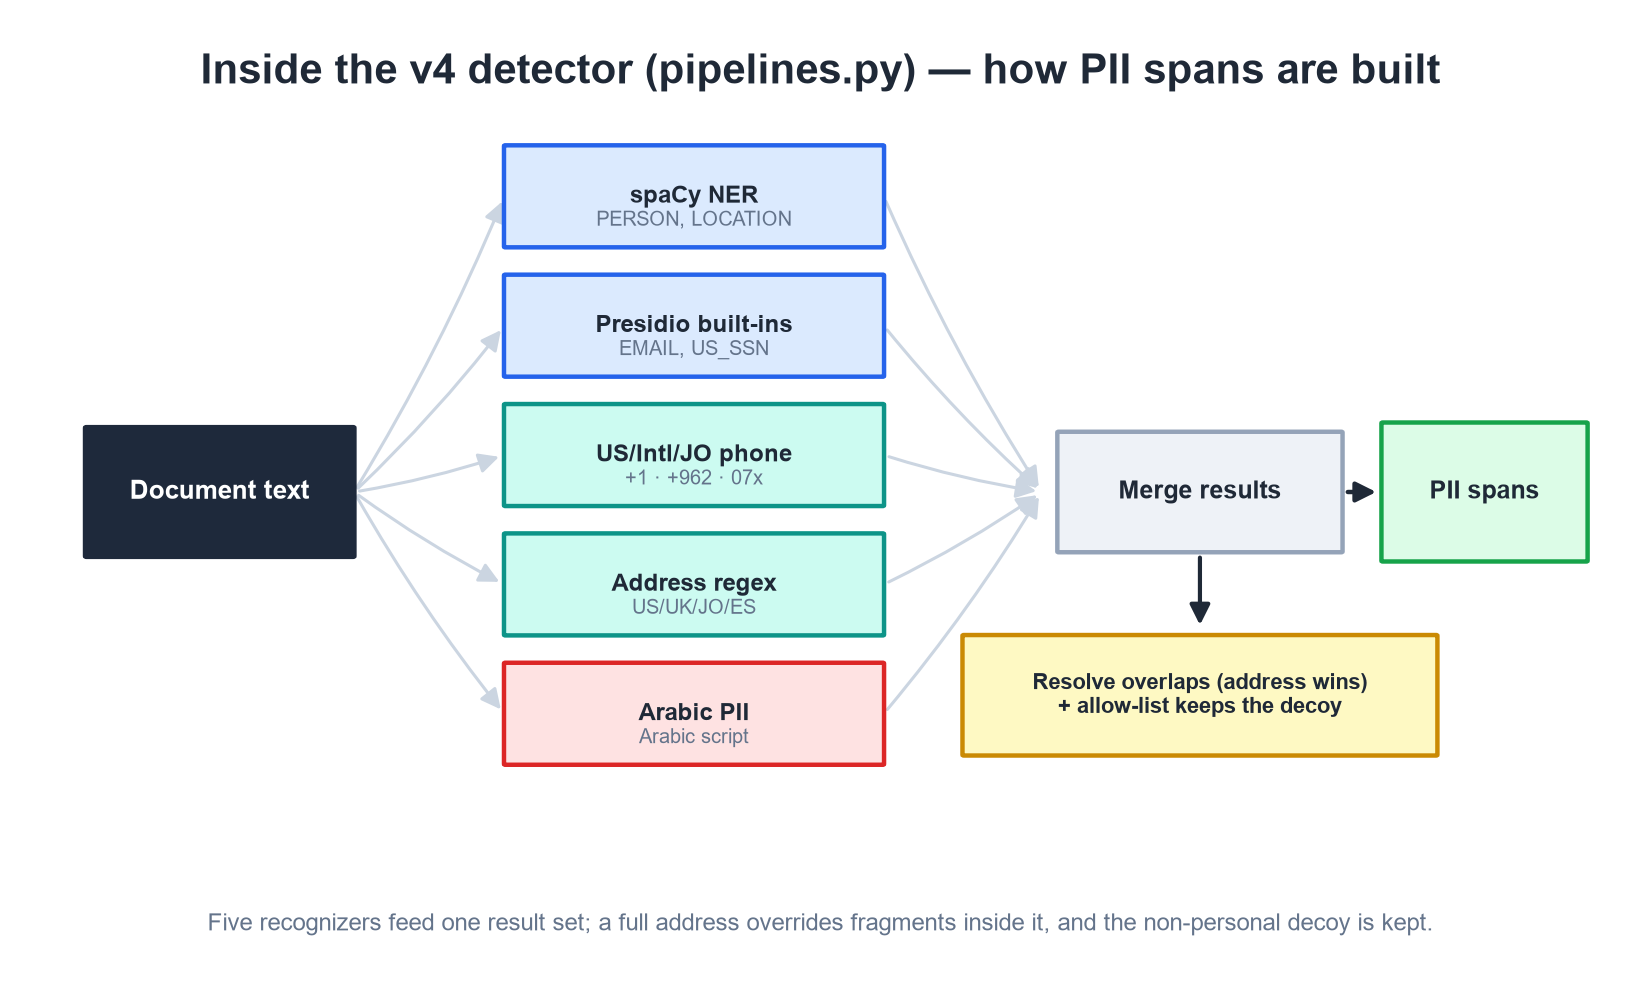 Inside the v4 detector (pipelines.py) — how PII spans are built
spaCy NER
PERSON, LOCATION
Presidio built-ins
EMAIL, US_SSN
US/Intl/JO phone
+1 · +962 · 07x
Document text
Merge results
PII spans
Address regex
US/UK/JO/ES
Resolve overlaps (address wins)
+ allow-list keeps the decoy
Arabic PII
Arabic script
Five recognizers feed one result set; a full address overrides fragments inside it, and the non-personal decoy is kept.